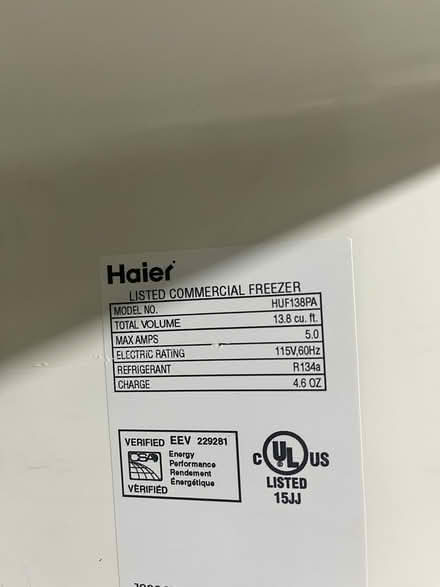 Haier
LISTED COMMERCIAL FREEZER
MODEL NO. HUF138PA
TOTAL VOLUME 13.8 cu. ft.
MAX AMPS 5.0
ELECTRIC RATING 115V,60Hz
REFRIGERANT R134a
CHARGE 4.6 OZ
VERIFIED EEV 229281
CSA Energy
Performance
Rendement
Énergétique
VÉRIFIÉD
C UL US
LISTED
15JJ